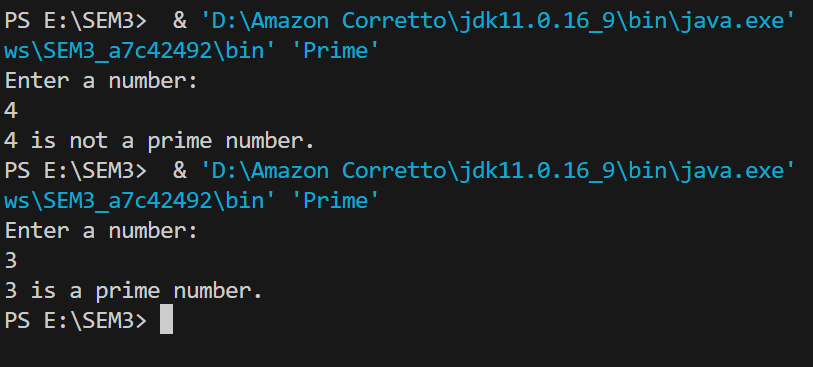 PS E:\SEM3>  & 'D:\Amazon Corretto\jdk11.0.16_9\bin\java.exe'
ws\SEM3_a7c42492\bin' 'Prime'
Enter a number:
4
4 is not a prime number.
PS E:\SEM3>  & 'D:\Amazon Corretto\jdk11.0.16_9\bin\java.exe'
ws\SEM3_a7c42492\bin' 'Prime'
Enter a number:
3
3 is a prime number.
PS E:\SEM3>